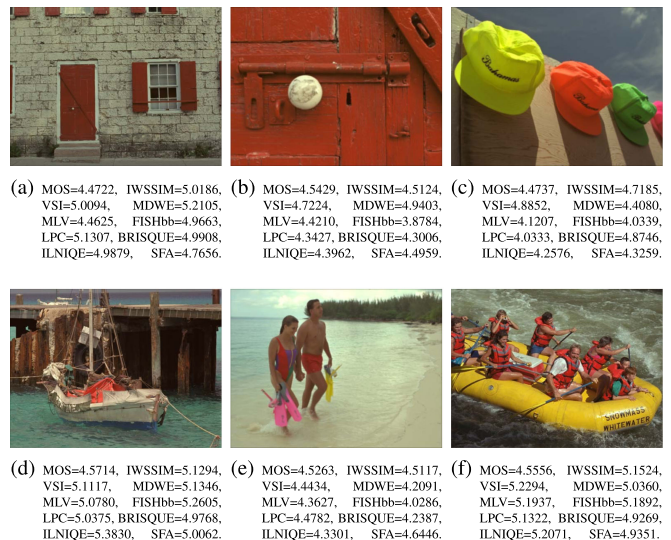 Bahamas
(a) MOS=4.4722, IWSSIM=5.0186,
VSI=5.0094, MDWE=5.2105,
MLV=4.4625, FISHbb=4.9663,
LPC=5.1307, BRISQUE=4.9908,
ILNIQE=4.9879, SFA=4.7656.
(b) MOS=4.5429, IWSSIM=4.5124,
VSI=4.7224, MDWE=4.9403,
MLV=4.4210, FISHbb=3.8784,
LPC=4.3427, BRISQUE=4.3006,
ILNIQE=4.3962, SFA=4.4959.
(c) MOS=4.4737, IWSSIM=4.7185,
VSI=4.8852, MDWE=4.4080,
MLV=4.1207, FISHbb=4.0339,
LPC=4.0333, BRISQUE=4.8746,
ILNIQE=4.2576, SFA=4.3259.
SNOWMASS
WHITEWATER
(d) MOS=4.5714, IWSSIM=5.1294,
VSI=5.1117, MDWE=5.1346,
MLV=5.0780, FISHbb=5.2605,
LPC=5.0375, BRISQUE=4.9768,
ILNIQE=5.3830, SFA=5.0062.
(e) MOS=4.5263, IWSSIM=4.5117,
VSI=4.4434, MDWE=4.2091,
MLV=4.3627, FISHbb=4.0286,
LPC=4.4782, BRISQUE=4.2387,
ILNIQE=4.3301, SFA=4.6446.
(f) MOS=4.5556, IWSSIM=5.1524,
VSI=5.2294, MDWE=5.0360,
MLV=5.1937, FISHbb=5.1892,
LPC=5.1322, BRISQUE=4.9269,
ILNIQE=5.2071, SFA=4.9351.